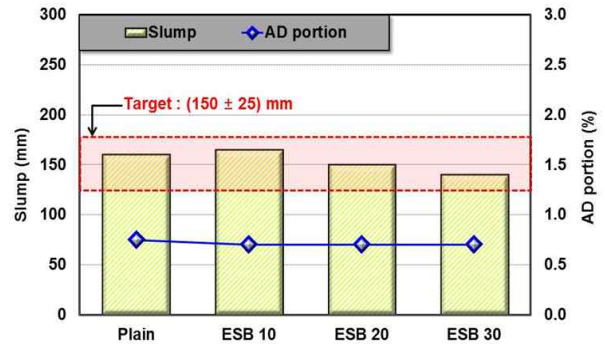 300
250
200
150
100
50
0
Slump (mm)
Slump
AD portion
Target : (150 ± 25) mm
3.0
2.5
2.0
1.5
1.0
0.5
0.0
AD portion (%)
Plain ESB 10 ESB 20 ESB 30